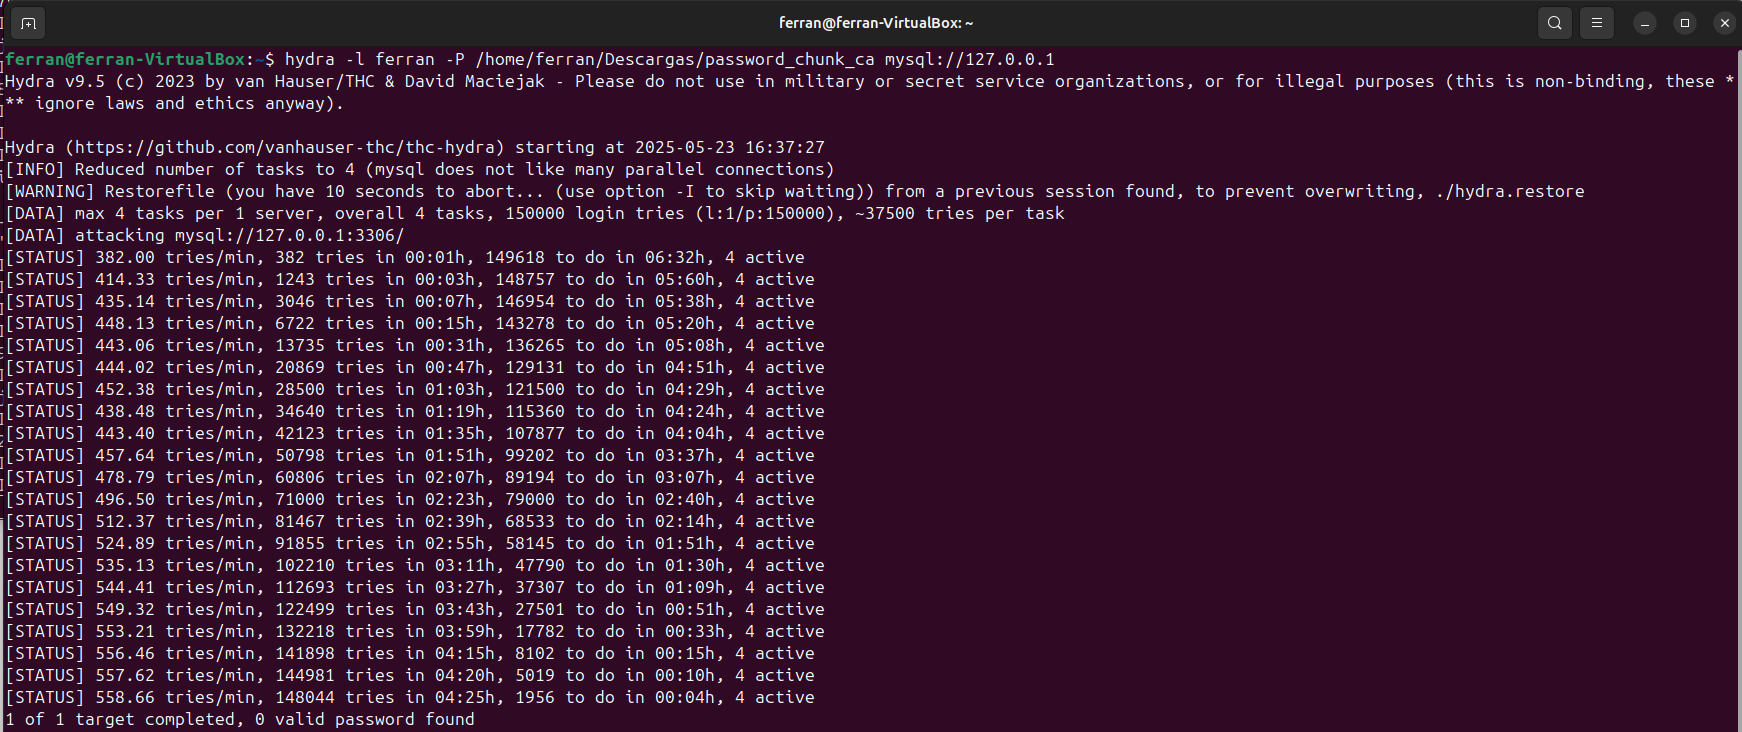 ferran@ferran-VirtualBox: ~
ferran@ferran-VirtualBox:~$ hydra -l ferran -P /home/ferran/Descargas/password_chunk_ca mysql://127.0.0.1
Hydra v9.5 (c) 2023 by van Hauser/THC & David Maciejak - Please do not use in military or secret service organizations, or for illegal purposes (this is non-binding, these *
** ignore laws and ethics anyway).
Hydra (https://github.com/vanhauser-thc/thc-hydra) starting at 2025-05-23 16:37:27
[INFO] Reduced number of tasks to 4 (mysql does not like many parallel connections)
[WARNING] Restorefile (you have 10 seconds to abort... (use option -I to skip waiting)) from a previous session found, to prevent overwriting, ./hydra.restore
[DATA] max 4 tasks per 1 server, overall 4 tasks, 150000 login tries (l:1/p:150000), ~37500 tries per task
[DATA] attacking mysql://127.0.0.1:3306/
[STATUS] 382.00 tries/min, 382 tries in 00:01h, 149618 to do in 06:32h, 4 active
[STATUS] 414.33 tries/min, 1243 tries in 00:03h, 148757 to do in 05:60h, 4 active
[STATUS] 435.14 tries/min, 3046 tries in 00:07h, 146954 to do in 05:38h, 4 active
[STATUS] 448.13 tries/min, 6722 tries in 00:15h, 143278 to do in 05:20h, 4 active
[STATUS] 443.06 tries/min, 13735 tries in 00:31h, 136265 to do in 05:08h, 4 active
[STATUS] 444.02 tries/min, 20869 tries in 00:47h, 129131 to do in 04:51h, 4 active
[STATUS] 452.38 tries/min, 28500 tries in 01:03h, 121500 to do in 04:29h, 4 active
[STATUS] 438.48 tries/min, 34640 tries in 01:19h, 115360 to do in 04:24h, 4 active
[STATUS] 443.40 tries/min, 42123 tries in 01:35h, 107877 to do in 04:04h, 4 active
[STATUS] 457.64 tries/min, 50798 tries in 01:51h, 99202 to do in 03:37h, 4 active
[STATUS] 478.79 tries/min, 60806 tries in 02:07h, 89194 to do in 03:07h, 4 active
[STATUS] 496.50 tries/min, 71000 tries in 02:23h, 79000 to do in 02:40h, 4 active
[STATUS] 512.37 tries/min, 81467 tries in 02:39h, 68533 to do in 02:14h, 4 active
[STATUS] 524.89 tries/min, 91855 tries in 02:55h, 58145 to do in 01:51h, 4 active
[STATUS] 535.13 tries/min, 102210 tries in 03:11h, 47790 to do in 01:30h, 4 active
[STATUS] 544.41 tries/min, 112693 tries in 03:27h, 37307 to do in 01:09h, 4 active
[STATUS] 549.32 tries/min, 122499 tries in 03:43h, 27501 to do in 00:51h, 4 active
[STATUS] 553.21 tries/min, 132218 tries in 03:59h, 17782 to do in 00:33h, 4 active
[STATUS] 556.46 tries/min, 141898 tries in 04:15h, 8102 to do in 00:15h, 4 active
[STATUS] 557.62 tries/min, 144981 tries in 04:20h, 5019 to do in 00:10h, 4 active
[STATUS] 558.66 tries/min, 148044 tries in 04:25h, 1956 to do in 00:04h, 4 active
1 of 1 target completed, 0 valid password found